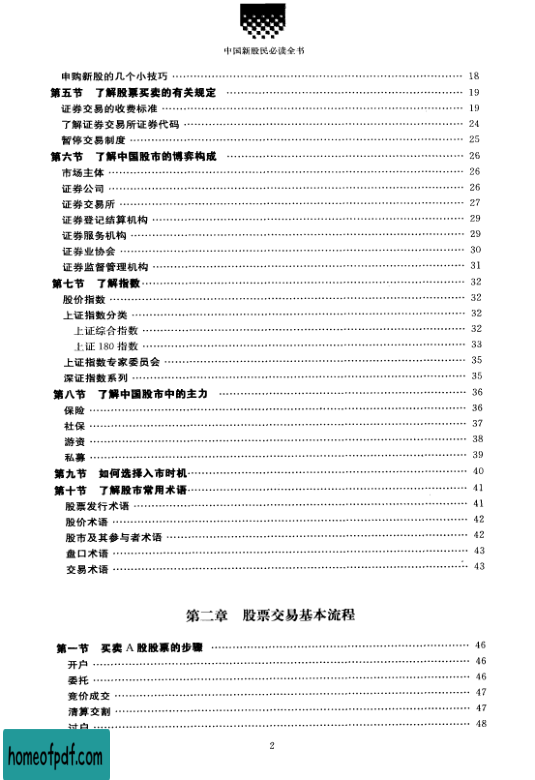 中国新股民必读全书
申购新股的几个小技巧 18
第五节 了解股票买卖的有关规定 19
证券交易的收费标准 19
了解证券交易所证券代码 24
暂停交易制度 25
第六节 了解中国股市的博弈构成 26
市场主体 26
证券公司 26
证券交易所 27
证券登记结算机构 29
证券服务机构 29
证券业协会 30
证券监督管理机构 31
第七节 了解指数 32
股价指数 32
上证指数分类 32
上证综合指数 32
上证 180 指数 33
上证指数专家委员会 35
深证指数系列 35
第八节 了解中国股市中的主力 36
保险 36
社保 37
游资 38
私募 39
第九节 如何选择入市时机 40
第十节 了解股市常用术语 41
股票发行术语 41
股价术语 42
股市及其参与者术语 42
盘口术语 43
交易术语 43
第二章 股票交易基本流程
第一节 买卖 A 股股票的步骤 46
开户 46
委托 46
竞价成交 47
清算交割 47
过户 48
2
homeofpdf.com